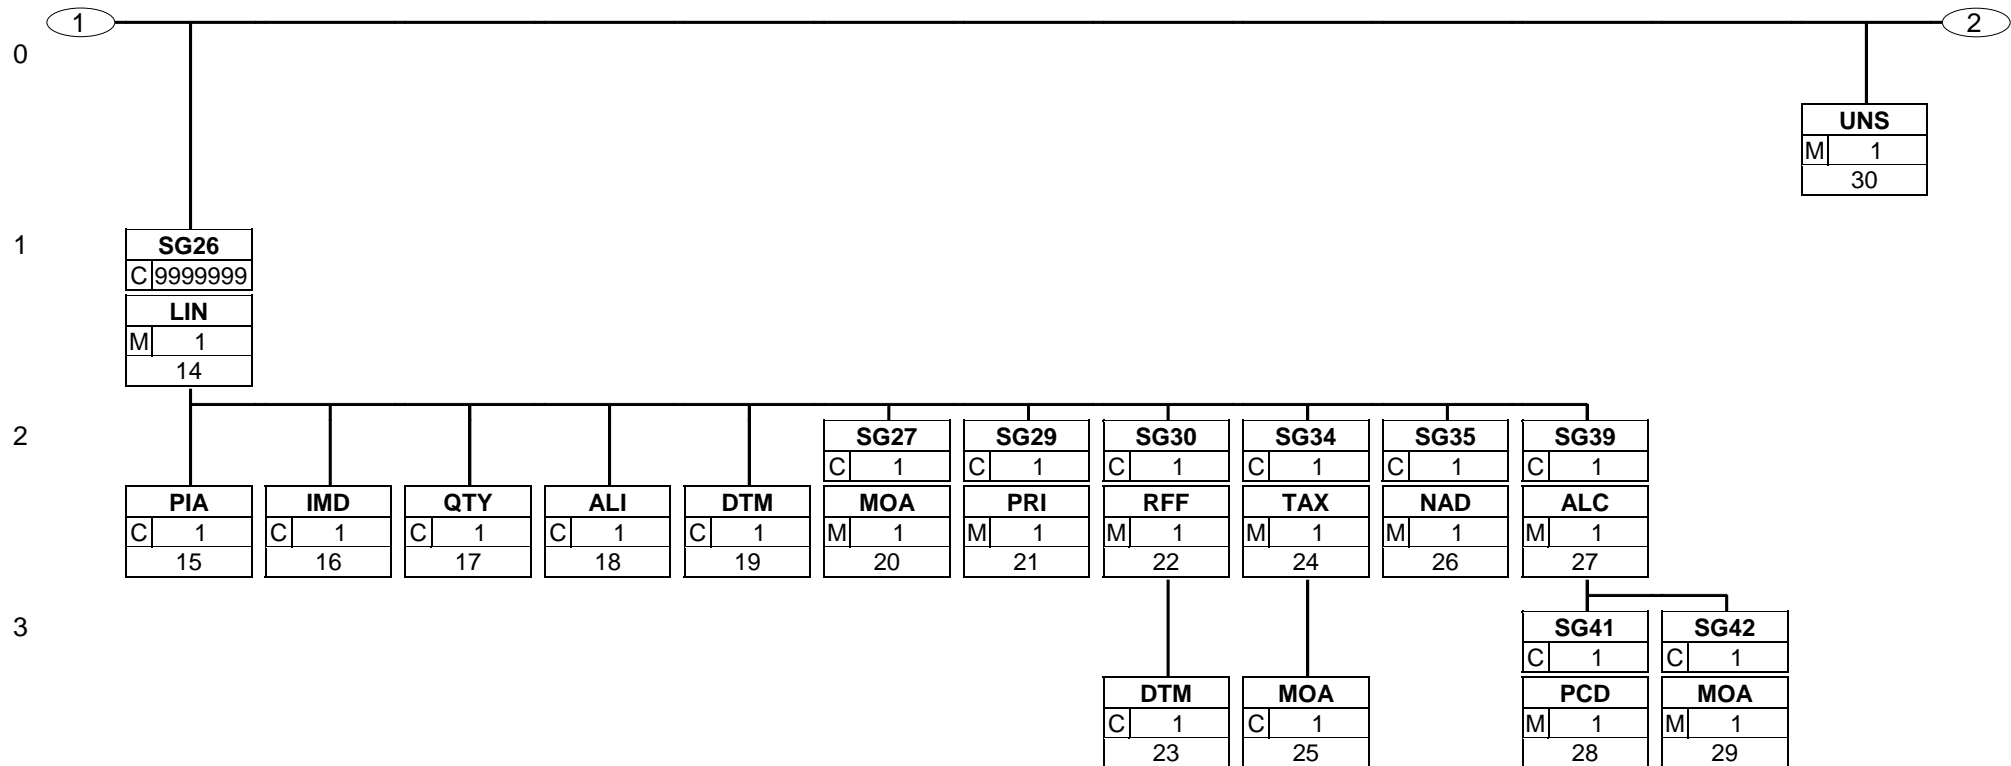 1 2
0
UNS
M 1
30
1 SG26
C 9999999
LIN
M 1
14
2 SG27 SG29 SG30 SG34 SG35 SG39
C 1 C 1 C 1 C 1 C 1 C 1
PIA IMD QTY ALI DTM MOA PRI RFF TAX NAD ALC
C 1 C 1 C 1 C 1 C 1 M 1 M 1 M 1 M 1 M 1 M 1
15 16 17 18 19 20 21 22 24 26 27
3 SG41 SG42
C 1 C 1
DTM MOA PCD MOA
C 1 C 1 M 1 M 1
23 25 28 29